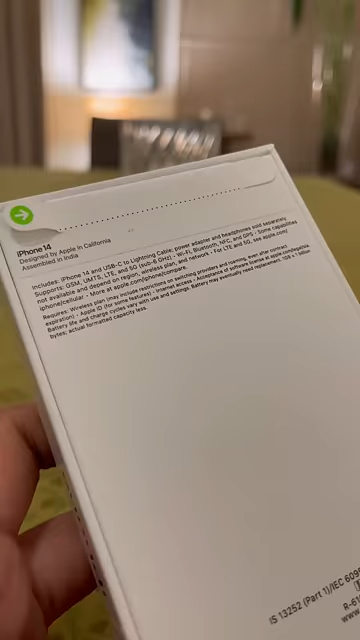 iPhone 14
Designed by Apple in California
Assembled in India
Includes: iPhone 14 and USB-C to Lightning Cable; power adapter and headphones sold separately.
Supports: GSM, UMTS, LTE, and 5G (sub-6 GHz) • Wi-Fi, Bluetooth, NFC, and GPS • Some capabilities
not available and depend on region, wireless plan, and network • For LTE and 5G, see apple.com/
iphone/cellular • More at apple.com/iphone/compare.
Requires: Wireless plan (may include restrictions on switching providers and roaming, even after contract
expiration) • Apple ID (for some features) • Internet access • Acceptance of software license at apple.com/legal/sla
Battery life and charge cycles vary with use and settings. Battery may eventually need replacement. 1GB = 1 billion
bytes; actual formatted capacity less.
IS 13252 (Part 1)/IEC